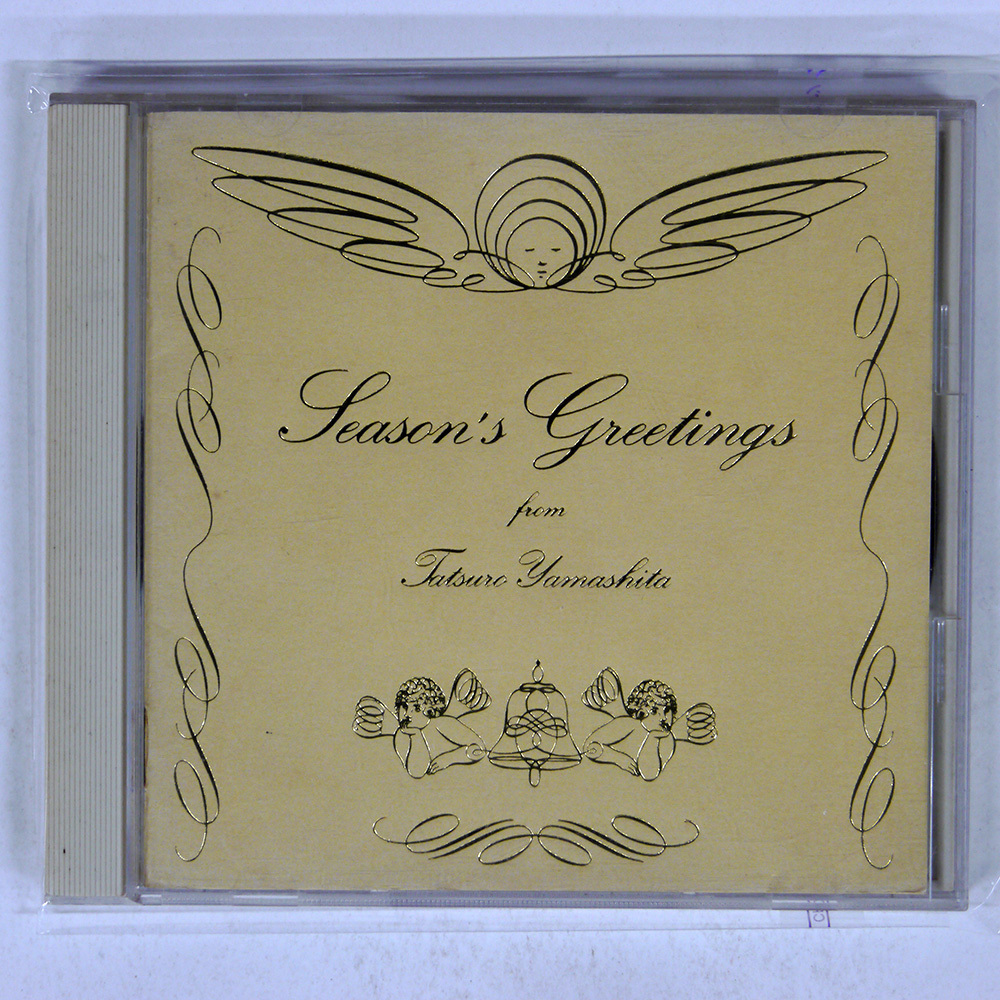 Season's Greetings
from
Tatsuro Yamashita